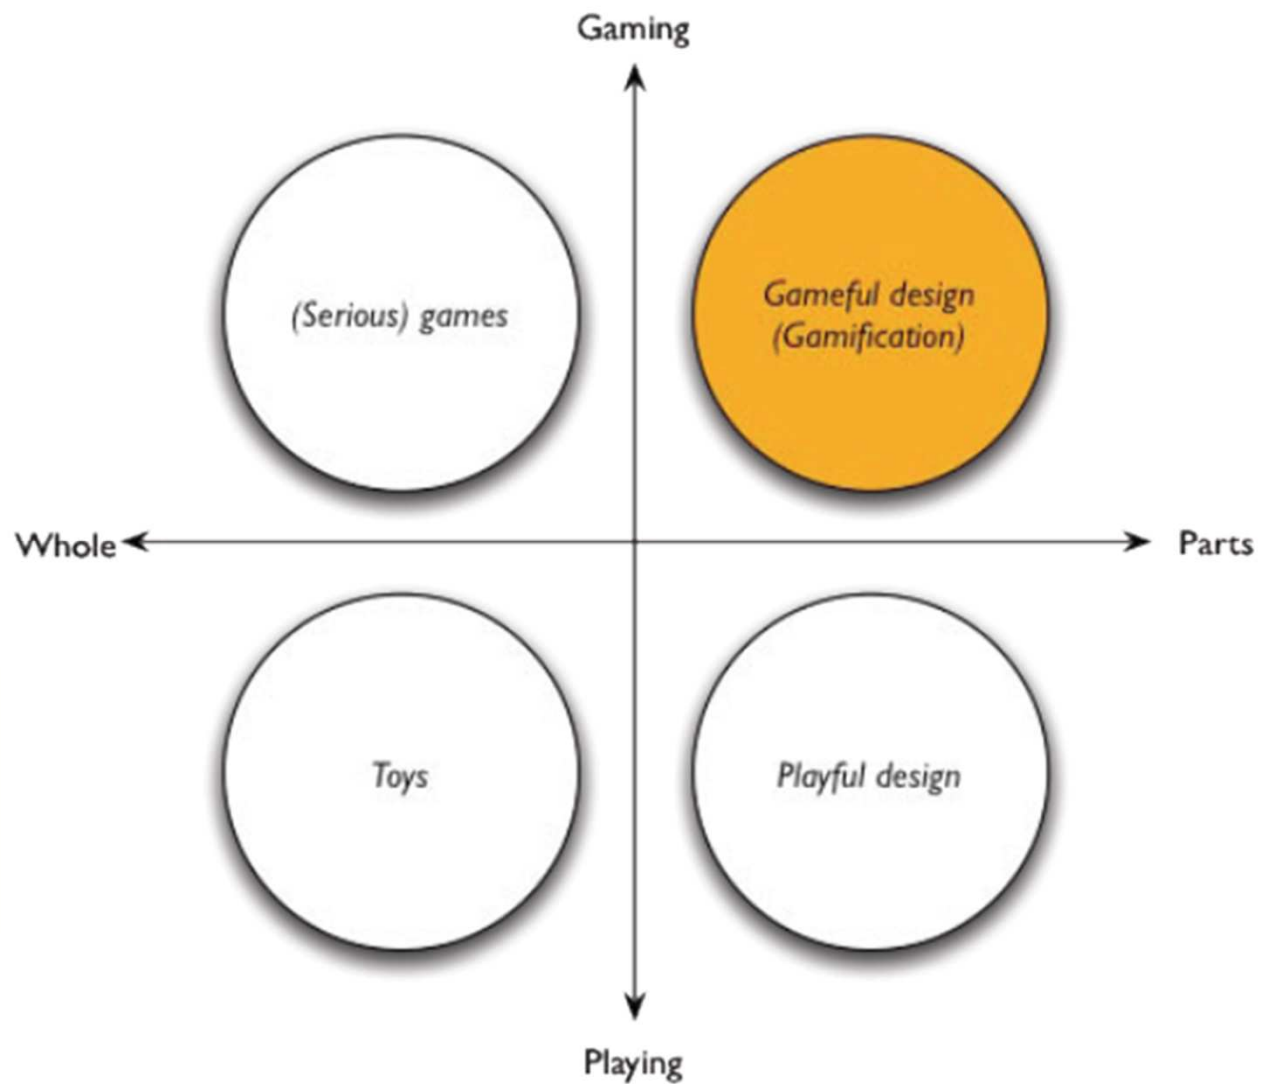 Gaming
(Serious) games
Gameful design
(Gamification)
Whole
Parts
Toys
Playful design
Playing